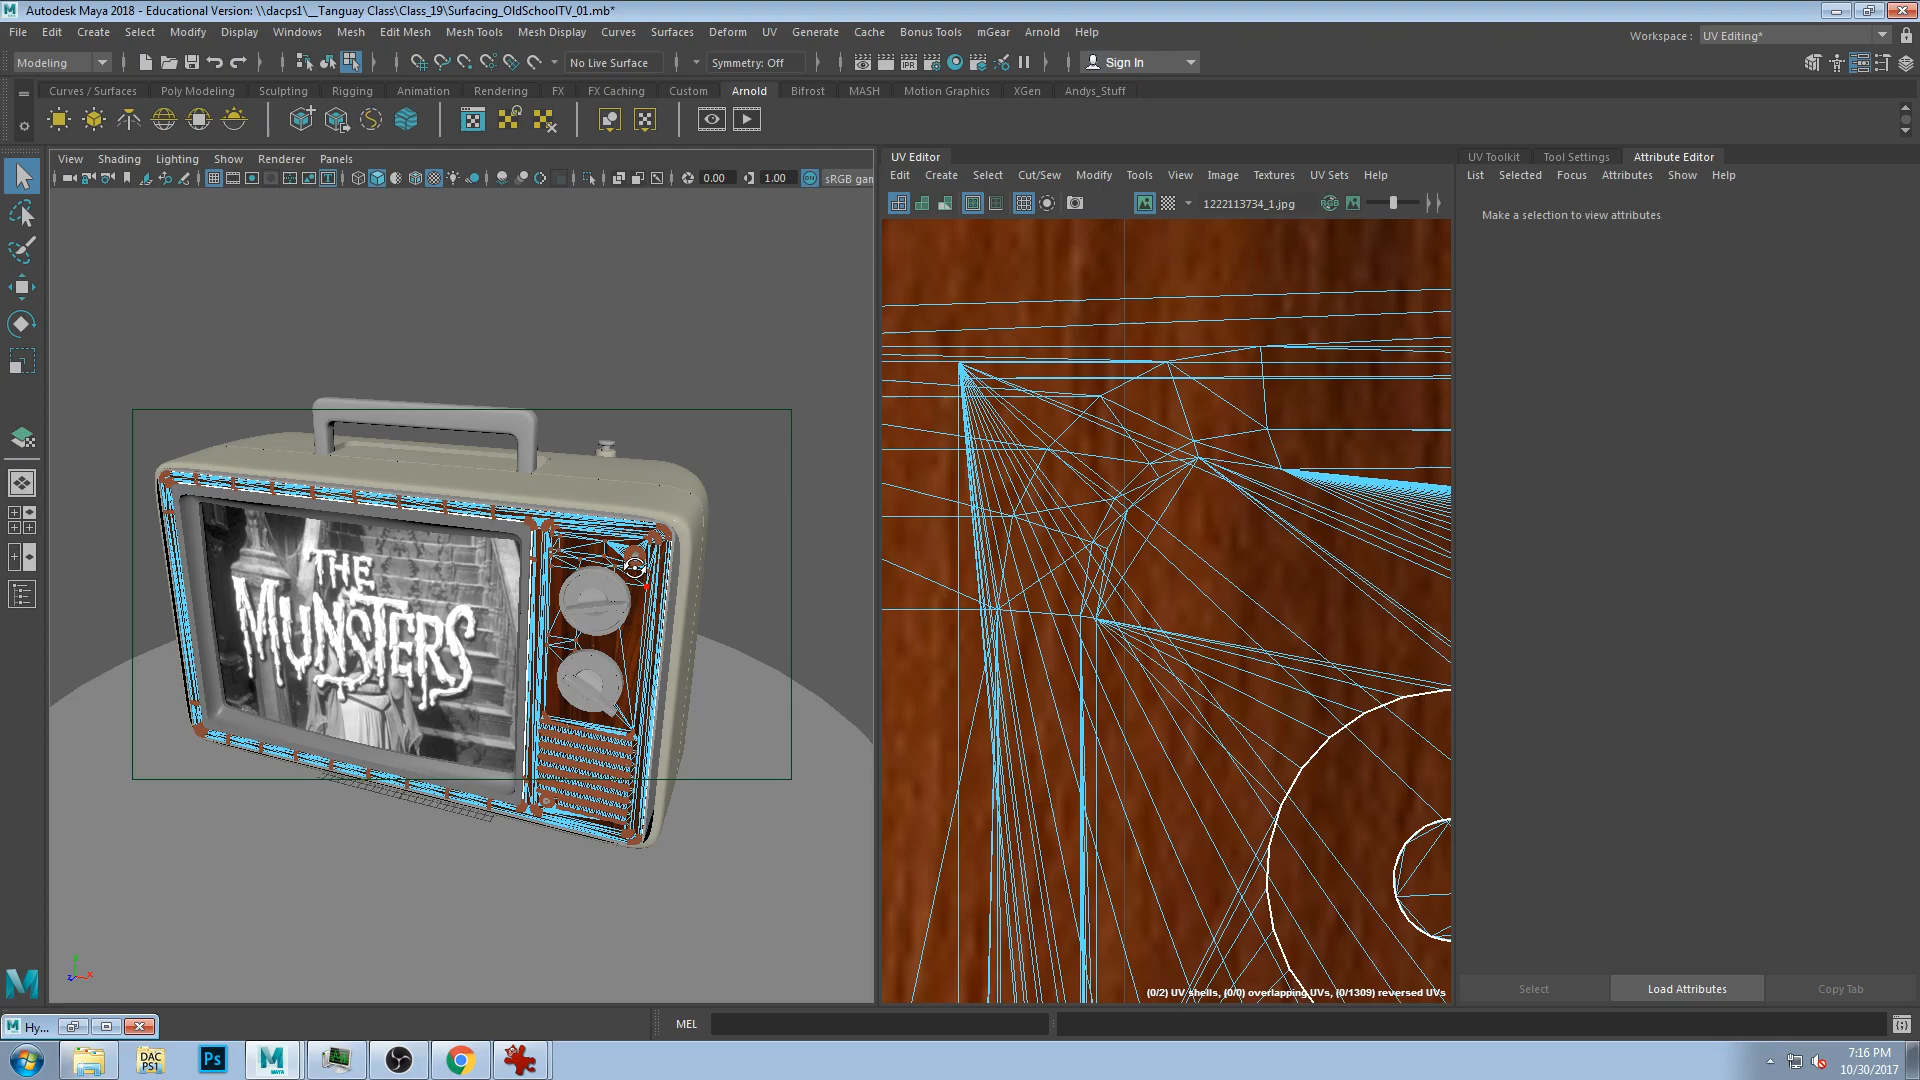 Autodesk Maya 2018 - Educational Version: \\dacps1\__Tanguay Class\Class_19\Surfacing_OldSchoolTV_01.mb*
File Edit Create Select Modify Display Windows Mesh Edit Mesh Mesh Tools Mesh Display Curves Surfaces Deform UV Generate Cache Bonus Tools mGear Arnold Help
Workspace : UV Editing*
Modeling No Live Surface Symmetry: Off IPR Sign In
Curves / Surfaces Poly Modeling Sculpting Rigging Animation Rendering FX FX Caching Custom Arnold Bifrost MASH Motion Graphics XGen Andys_Stuff
View Shading Lighting Show Renderer Panels
0.00 1.00 sRGB gam
THE
MUNSTERS
UV Editor
Edit Create Select Cut/Sew Modify Tools View Image Textures UV Sets Help
1222113734_1.jpg
(0/2) UV shells, (0/0) overlapping UVs, (0/1309) reversed UVs
UV Toolkit Tool Settings Attribute Editor
List Selected Focus Attributes Show Help
Make a selection to view attributes
Select Load Attributes Copy Tab
MEL
Hy...
DAC
PS1
Ps
MAYA
7:16 PM
10/30/2017